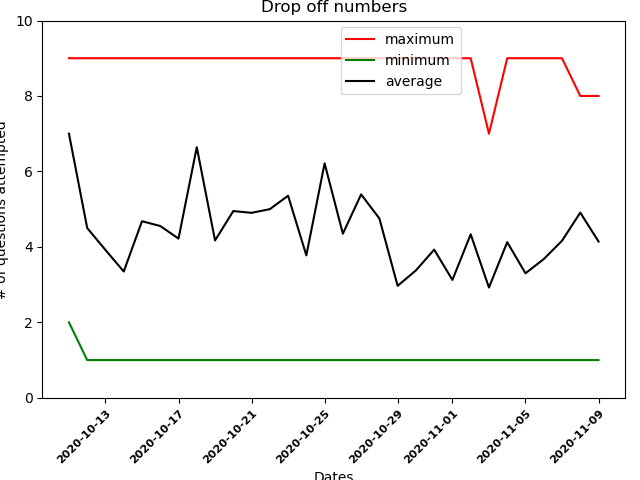 Drop off numbers
maximum
minimum
average
# of questions attempted
10
8
6
4
2
0
2020-10-13
2020-10-17
2020-10-21
2020-10-25
2020-10-29
2020-11-01
2020-11-05
2020-11-09
Dates